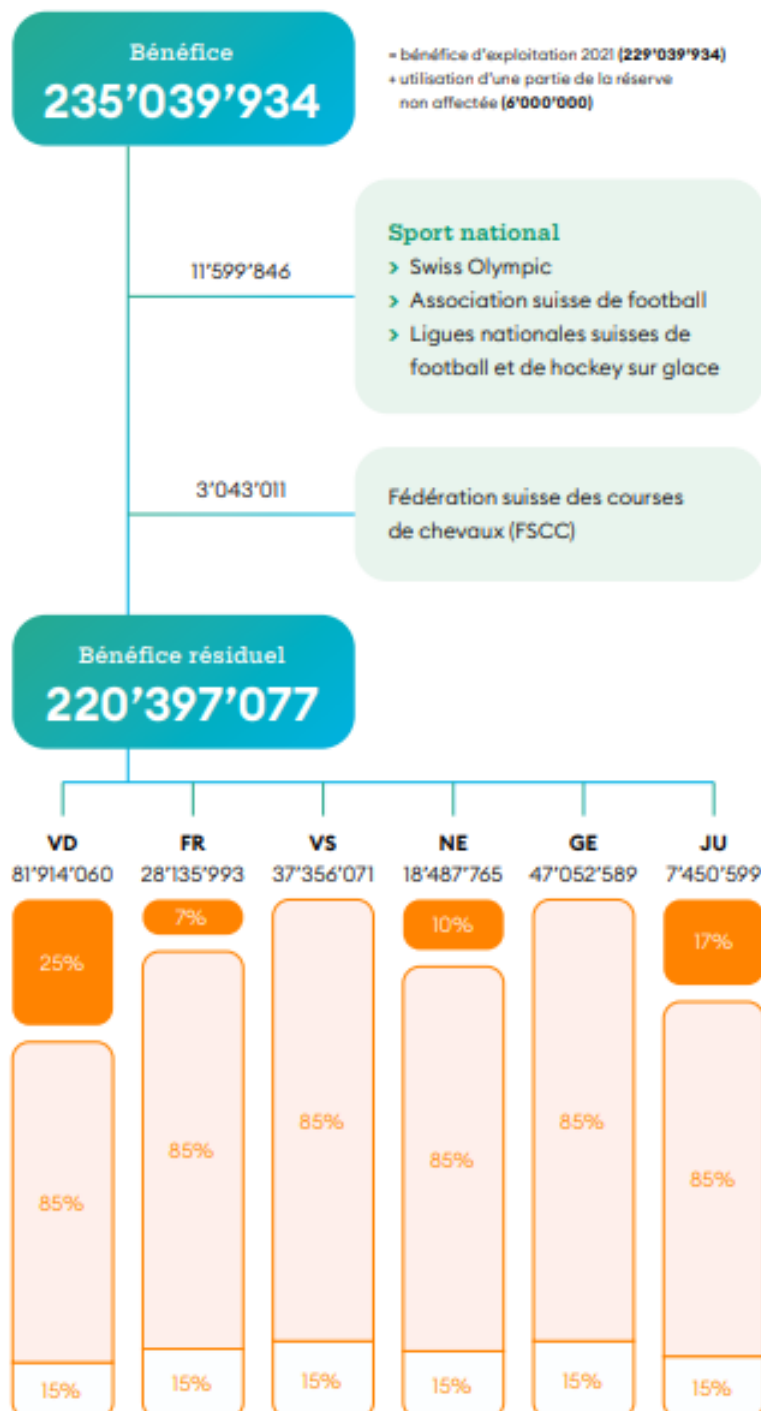 Bénéfice
235’039’934
= bénéfice d’exploitation 2021 (229’039’934)
+ utilisation d’une partie de la réserve
non affectée (6’000’000)
11’599’846
Sport national
> Swiss Olympic
> Association suisse de football
> Ligues nationales suisses de
football et de hockey sur glace
3’043’011
Fédération suisse des courses
de chevaux (FSCC)
Bénéfice résiduel
220’397’077
VD FR VS NE GE JU
81’914’060 28’135’993 37’356’071 18’487’765 47’052’589 7’450’599
25% 7% 10% 17%
85% 85% 85% 85% 85% 85%
15% 15% 15% 15% 15% 15%